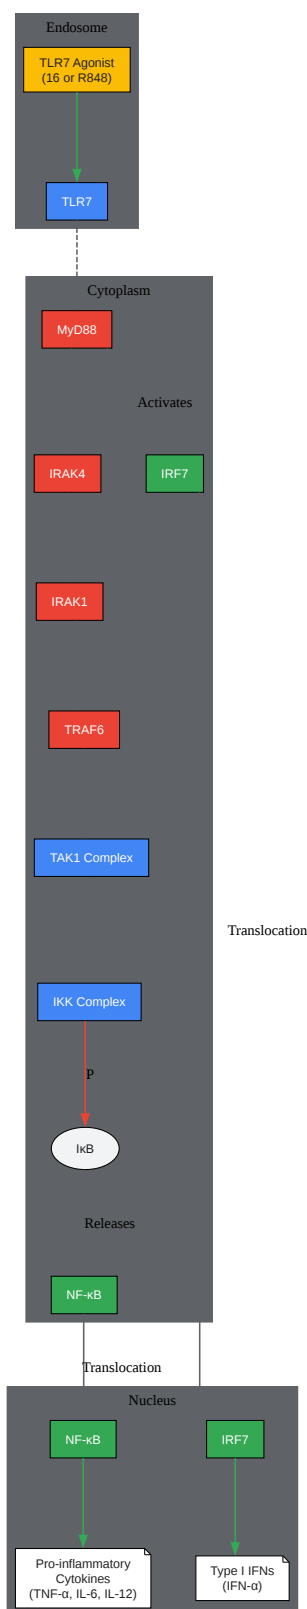 Endosome
TLR7 Agonist
(16 or R848)
TLR7
Cytoplasm
MyD88
Activates
IRAK4
IRF7
IRAK1
TRAF6
TAK1 Complex
Translocation
IKK Complex
P
IκB
Releases
NF-κB
Translocation
Nucleus
NF-κB
IRF7
Pro-inflammatory
Cytokines
(TNF-α, IL-6, IL-12)
Type I IFNs
(IFN-α)